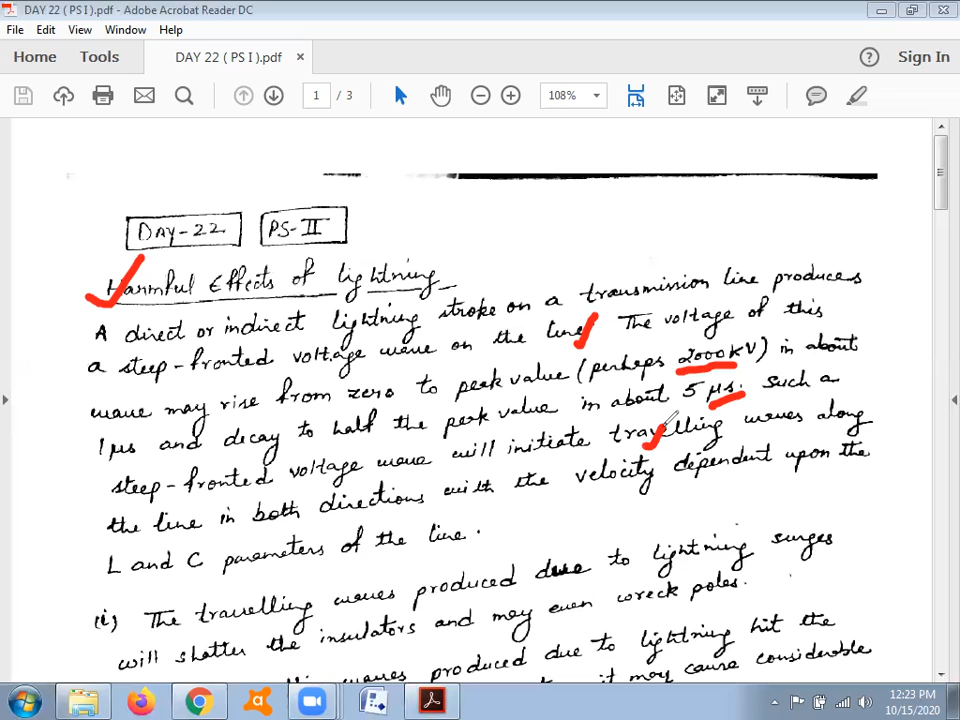 DAY 22 ( PS I ).pdf - Adobe Acrobat Reader DC
File Edit View Window Help
Home Tools DAY 22 ( PS I ).pdf × Sign In
1 / 3 108%
DAY-22 PS-II
Harmful Effects of lightning
A direct or indirect lightning stroke on a transmission line produces
a steep-fronted voltage wave on the line. The voltage of this
wave may rise from zero to peak value (perhaps 2000kV) in about
1μs and decay to half the peak value in about 5 μs. Such a
steep-fronted voltage wave will initiate travelling waves along
the line in both directions with the velocity dependent upon the
L and C parameters of the line.
(i) The travelling waves produced due to lightning surges
will shatter the insulators and may even wreck poles.
waves produced due to lightning hit the
it may cause considerable
12:23 PM
10/15/2020